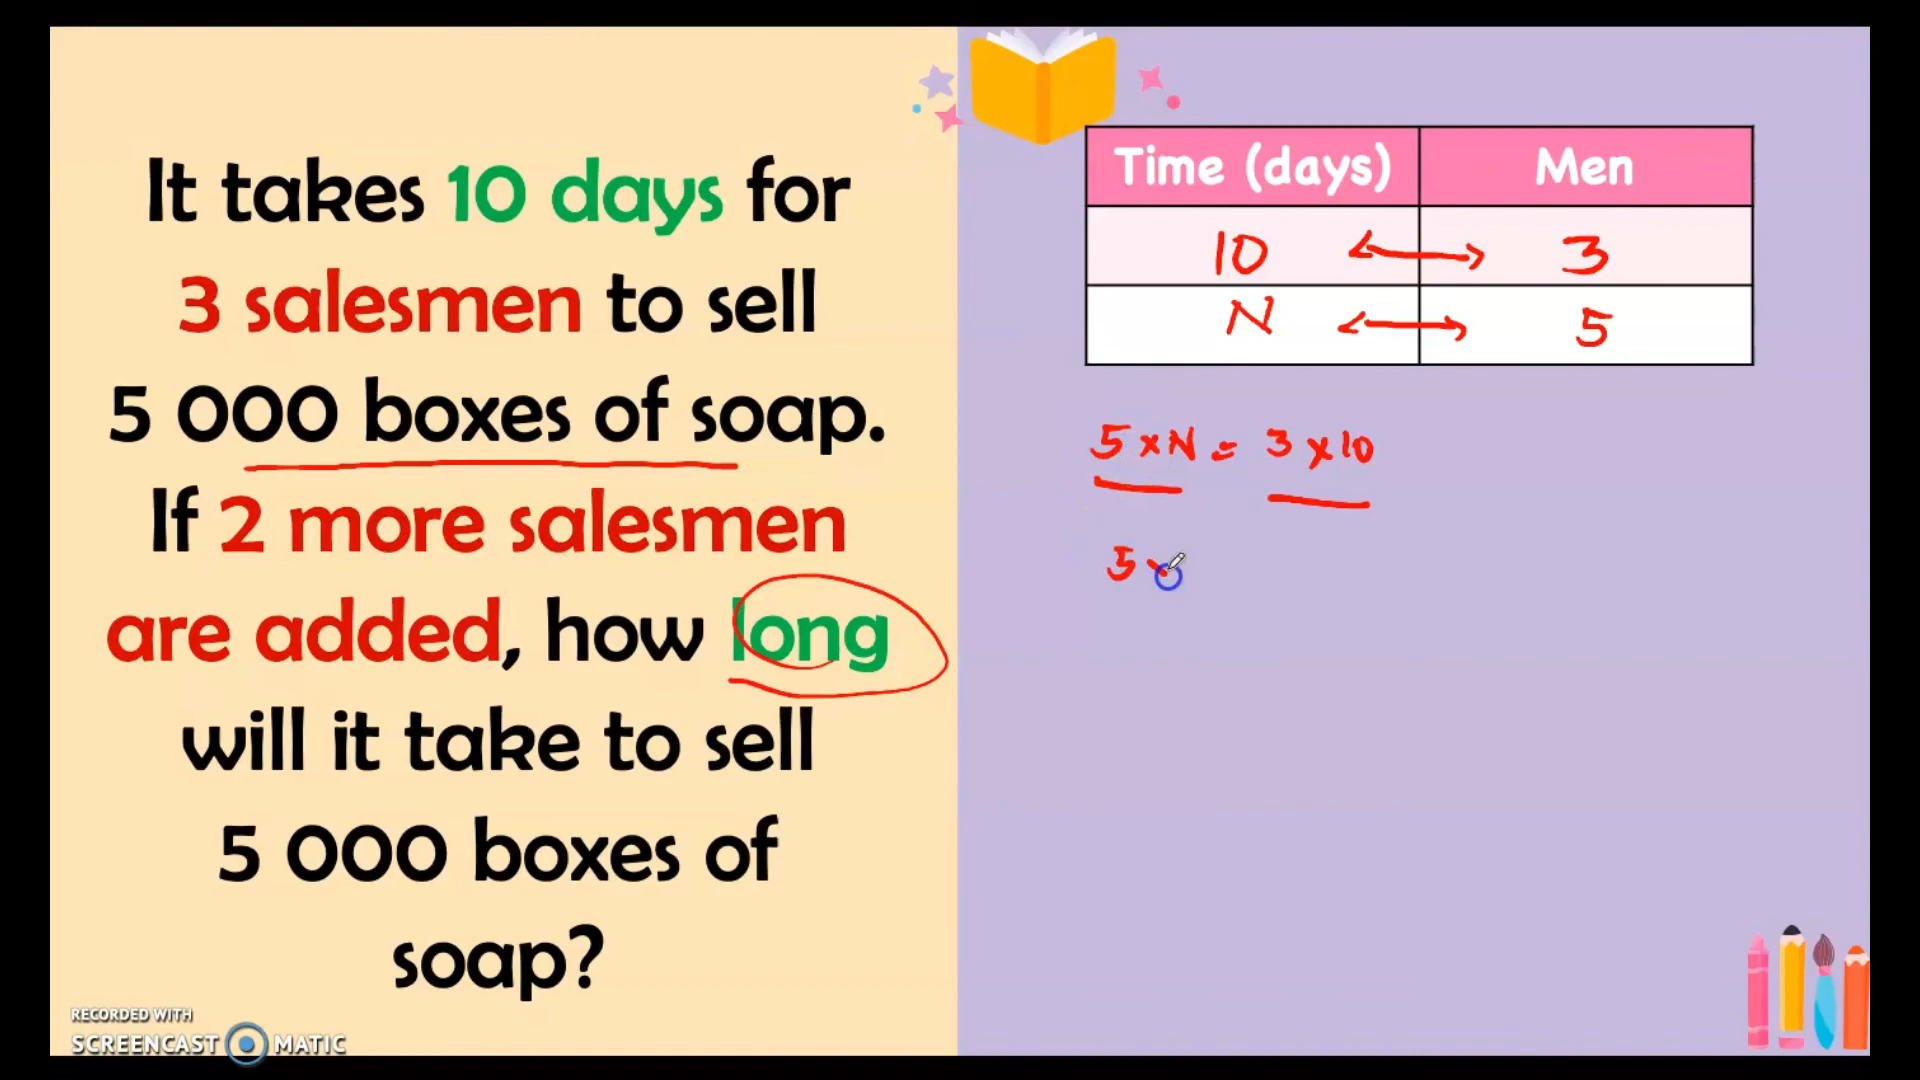 It takes 10 days for
3 salesmen to sell
5 000 boxes of soap.
If 2 more salesmen
are added, how long
will it take to sell
5 000 boxes of
soap?
Time (days) Men
10 3
N 5
5 × N = 3 × 10
5 ×
RECORDED WITH
SCREENCAST MATIC